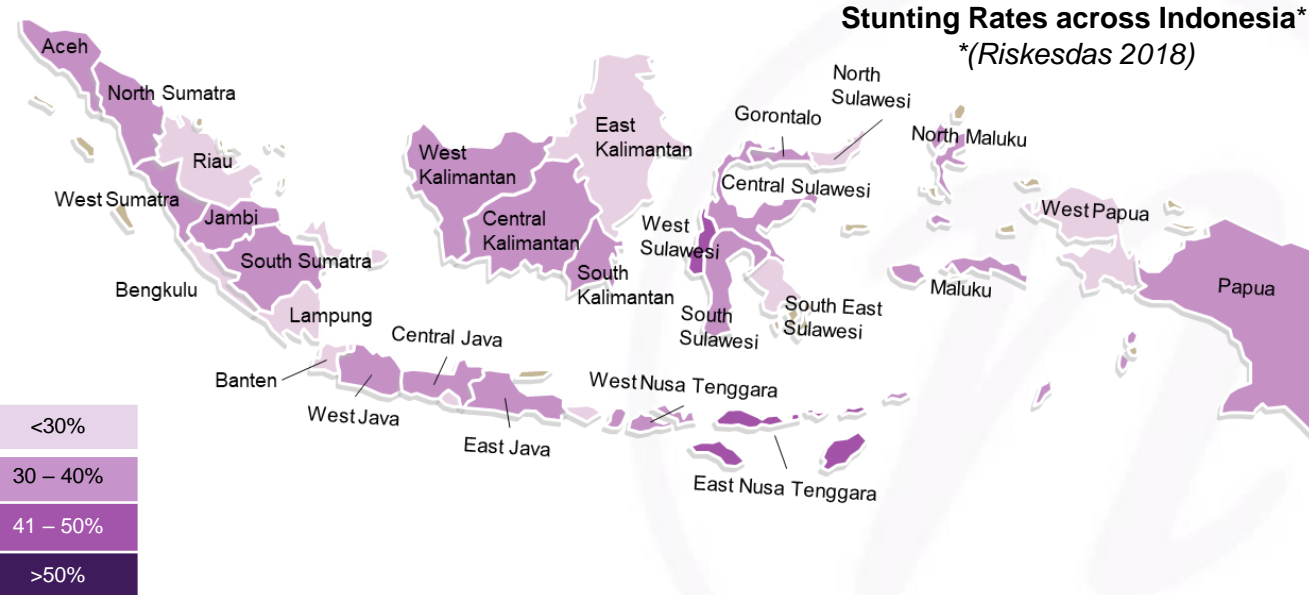 Stunting Rates across Indonesia*
*(Riskesdas 2018)
Aceh
North Sumatra
Riau
West Sumatra
Jambi
South Sumatra
Bengkulu
Lampung
Banten
West Java
Central Java
East Java
West
Kalimantan
Central
Kalimantan
East
Kalimantan
South
Kalimantan
North
Sulawesi
Gorontalo
Central Sulawesi
West
Sulawesi
South
Sulawesi
South East
Sulawesi
North Maluku
Maluku
West Papua
Papua
West Nusa Tenggara
East Nusa Tenggara
<30%
30 – 40%
41 – 50%
>50%